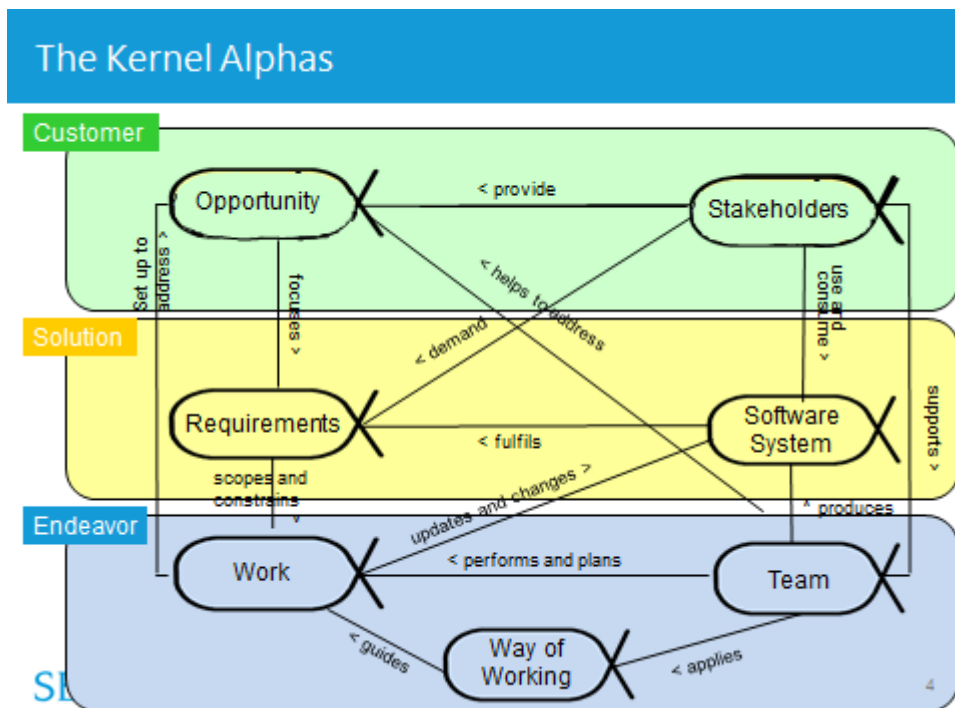 The Kernel Alphas
Customer
Opportunity
< provide
Stakeholders
Set up to
address >
focuses >
< helps to address
< demand
use and
consume >
supports >
Solution
Requirements
< fulfils
Software
System
scopes and
constrains >
updates and changes >
^ produces
Endeavor
Work
< performs and plans
Team
< guides
Way of
Working
< applies
4